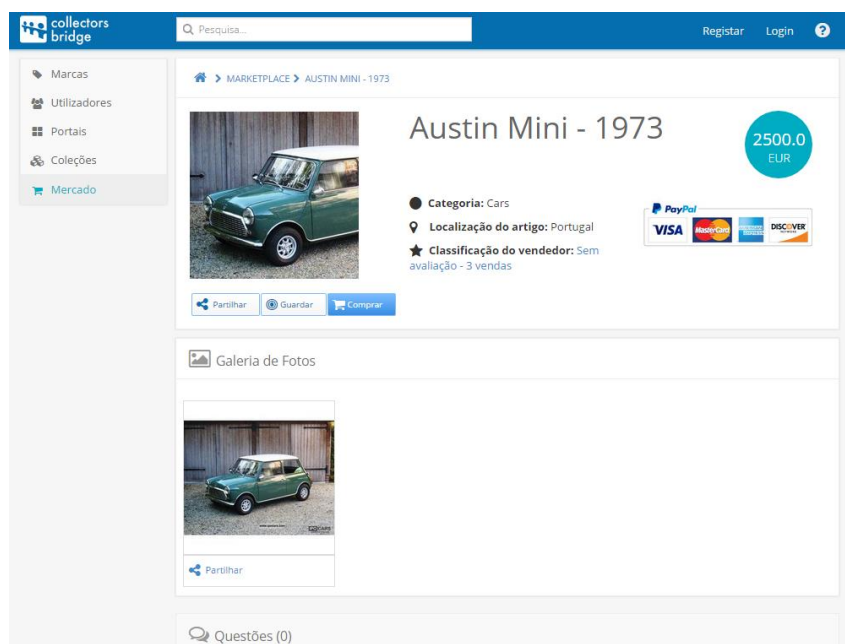 collectors
bridge
Pesquisa...
Registar
Login
?
Marcas
Utilizadores
Portais
Coleções
Mercado
MARKETPLACE
AUSTIN MINI - 1973
Austin Mini - 1973
2500.0
EUR
Categoria: Cars
Localização do artigo: Portugal
Classificação do vendedor: Sem
avaliação - 3 vendas
PayPal
VISA
MasterCard
DISCOVER
Partilhar
Guardar
Comprar
Galeria de Fotos
Partilhar
Questões (0)